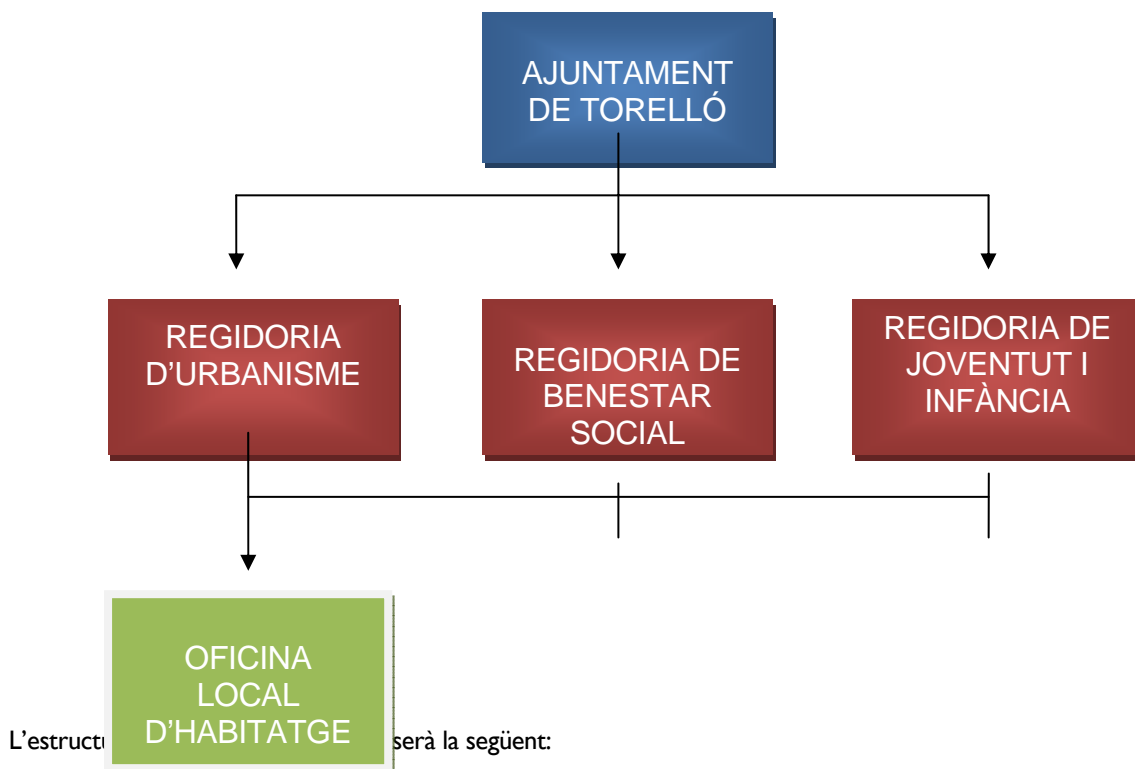 AJUNTAMENT
DE TORELLÓ
REGIDORIA
D'URBANISME
REGIDORIA DE
BENESTAR
SOCIAL
REGIDORIA DE
JOVENTUT I
INFÀNCIA
OFICINA
LOCAL
D'HABITATGE
serà la següent: